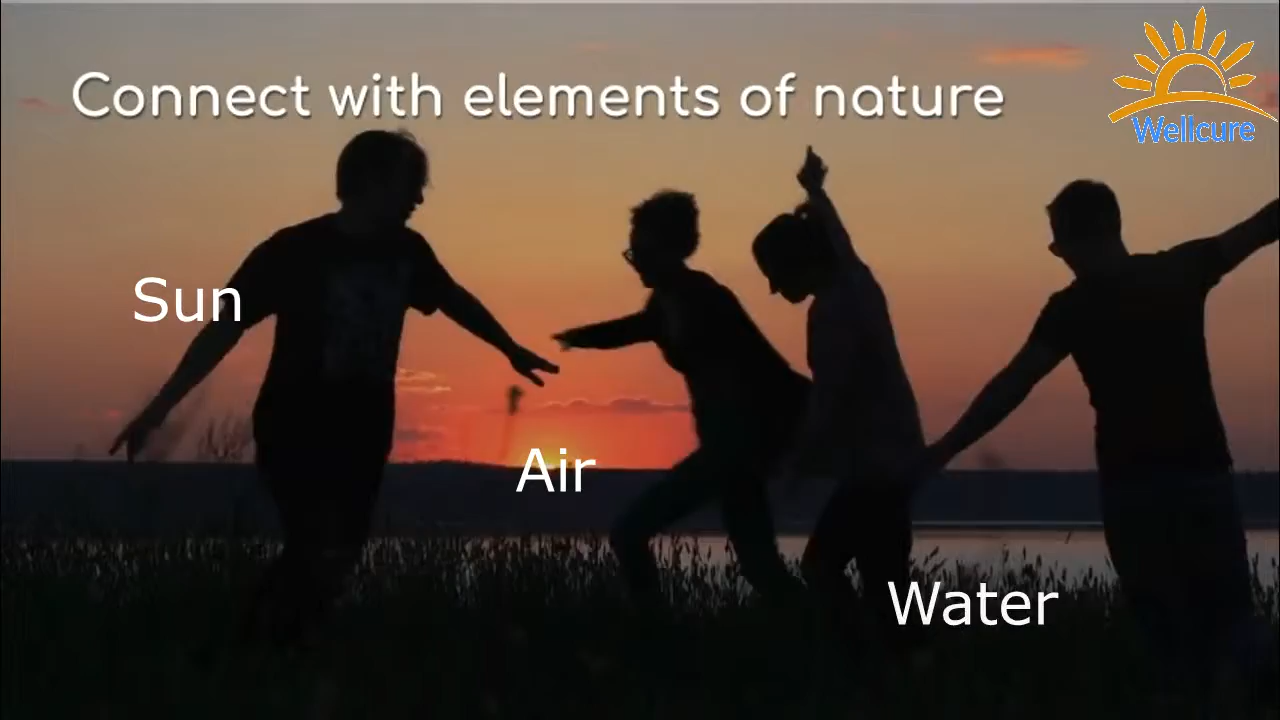 Connect with elements of nature
Wellcure
Sun
Air
Water